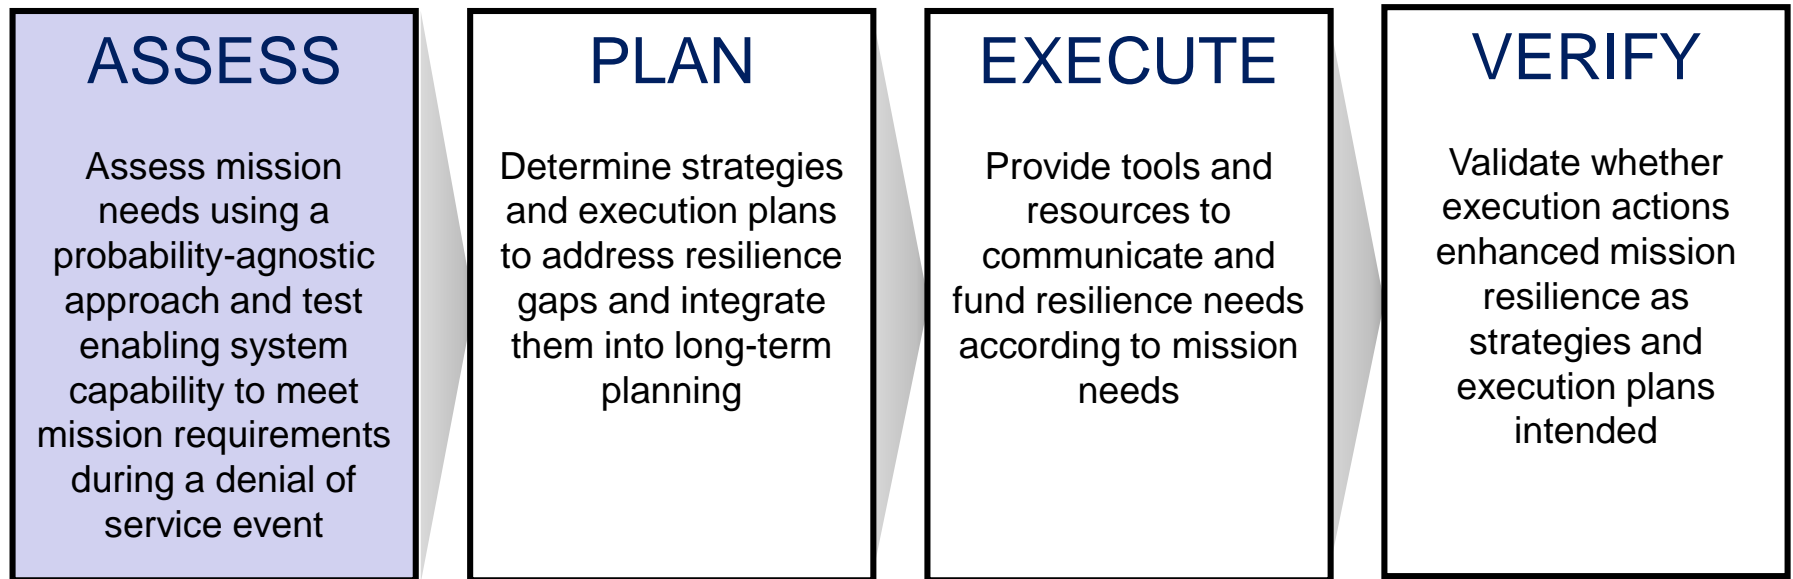 ASSESS
Assess mission
needs using a
probability-agnostic
approach and test
enabling system
capability to meet
mission requirements
during a denial of
service event
PLAN
Determine strategies
and execution plans
to address resilience
gaps and integrate
them into long-term
planning
EXECUTE
Provide tools and
resources to
communicate and
fund resilience needs
according to mission
needs
VERIFY
Validate whether
execution actions
enhanced mission
resilience as
strategies and
execution plans
intended